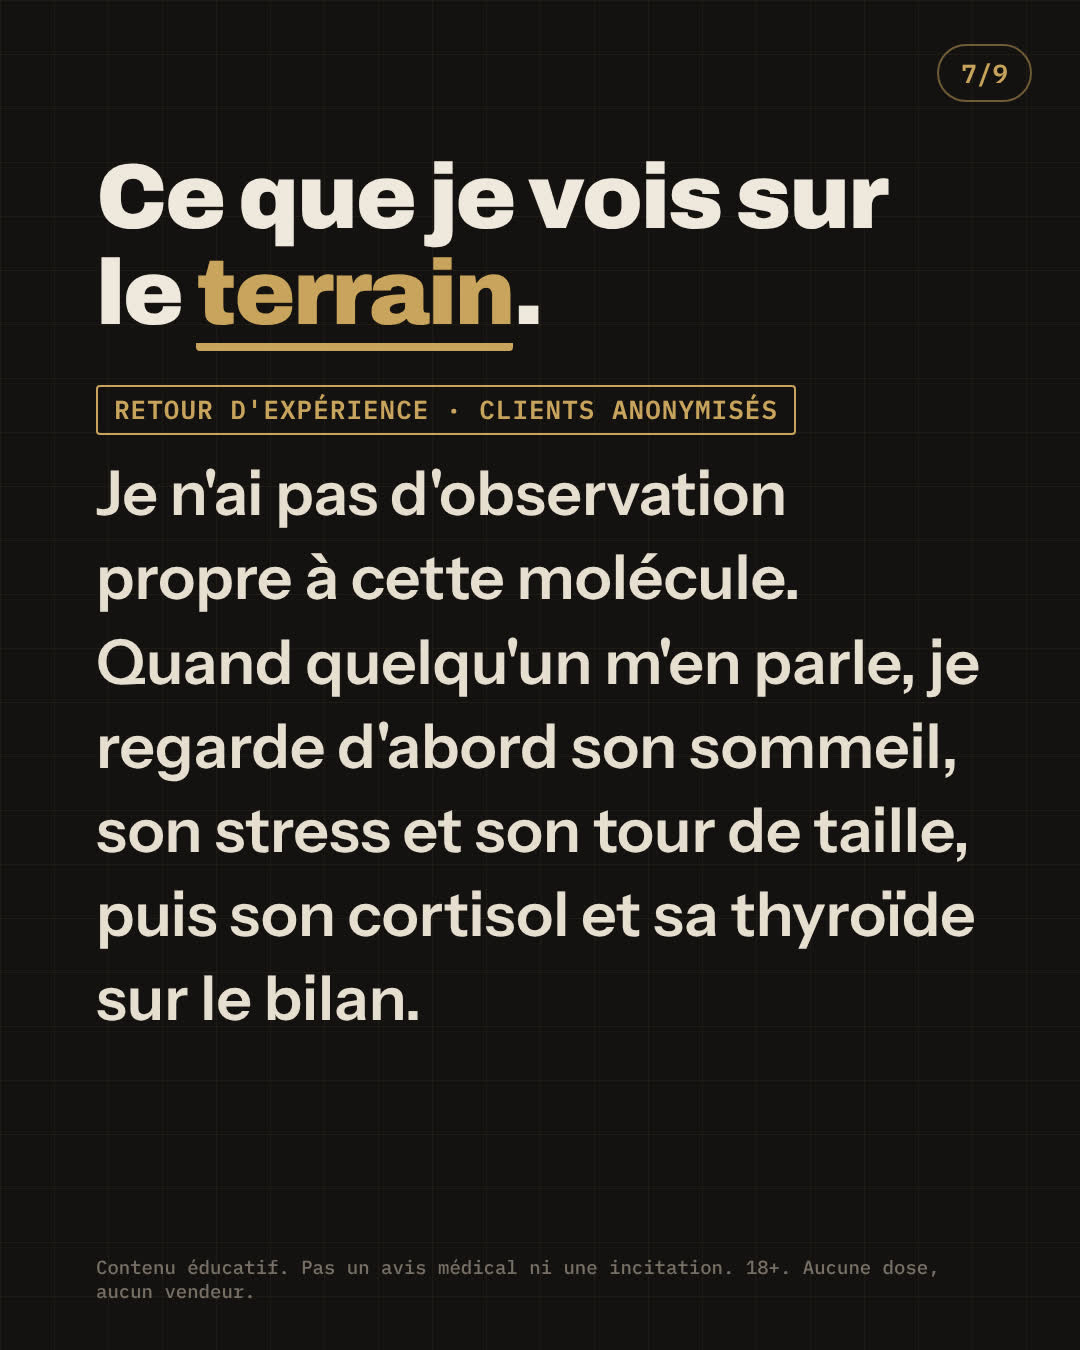 7/9
Ce que je vois sur
le terrain.
RETOUR D'EXPÉRIENCE · CLIENTS ANONYMISÉS
Je n'ai pas d'observation
propre à cette molécule.
Quand quelqu'un m'en parle, je
regarde d'abord son sommeil,
son stress et son tour de taille,
puis son cortisol et sa thyroïde
sur le bilan.
Contenu éducatif. Pas un avis médical ni une incitation. 18+. Aucune dose,
aucun vendeur.